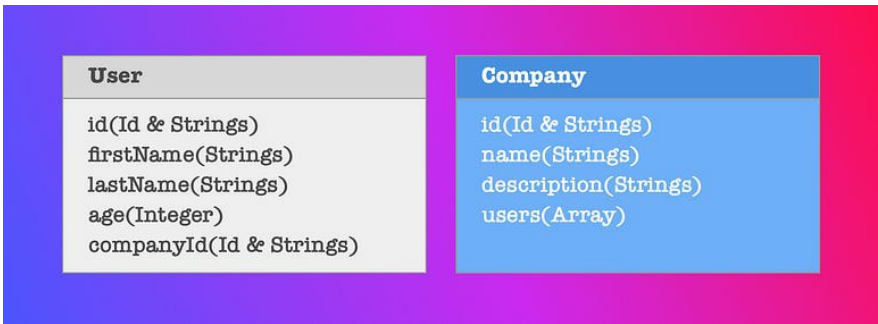 User
id(Id & Strings)
firstName(Strings)
lastName(Strings)
age(Integer)
companyId(Id & Strings)
Company
id(Id & Strings)
name(Strings)
description(Strings)
users(Array)